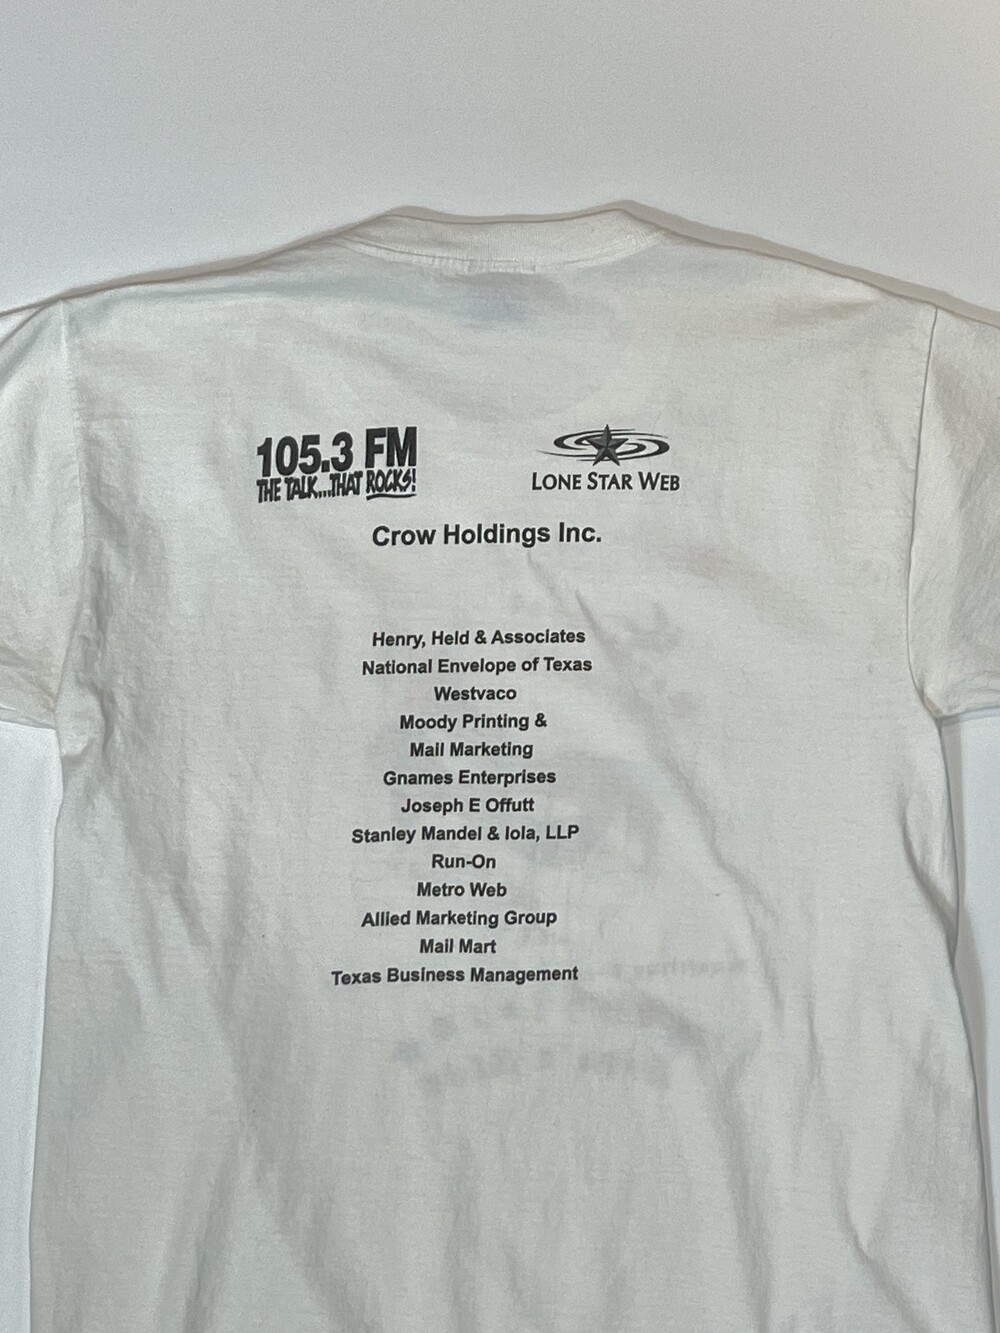 105.3 FM
THE TALK...THAT ROCKS!
LONE STAR WEB
Crow Holdings Inc.
Henry, Held & Associates
National Envelope of Texas
Westvaco
Moody Printing &
Mail Marketing
Gnames Enterprises
Joseph E Offutt
Stanley Mandel & Iola, LLP
Run-On
Metro Web
Allied Marketing Group
Mail Mart
Texas Business Management